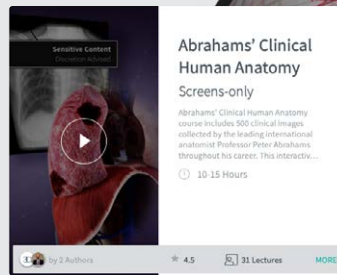 Sensitive Content
Discretion Advised
Abrahams' Clinical
Human Anatomy
Screens-only
Abrahams' Clinical Human Anatomy
course includes 500 clinical images
collected by the leading international
anatomist Professor Peter Abrahams
throughout his career. This interactiv...
10-15 Hours
by 2 Authors
4.5
31 Lectures
MORE